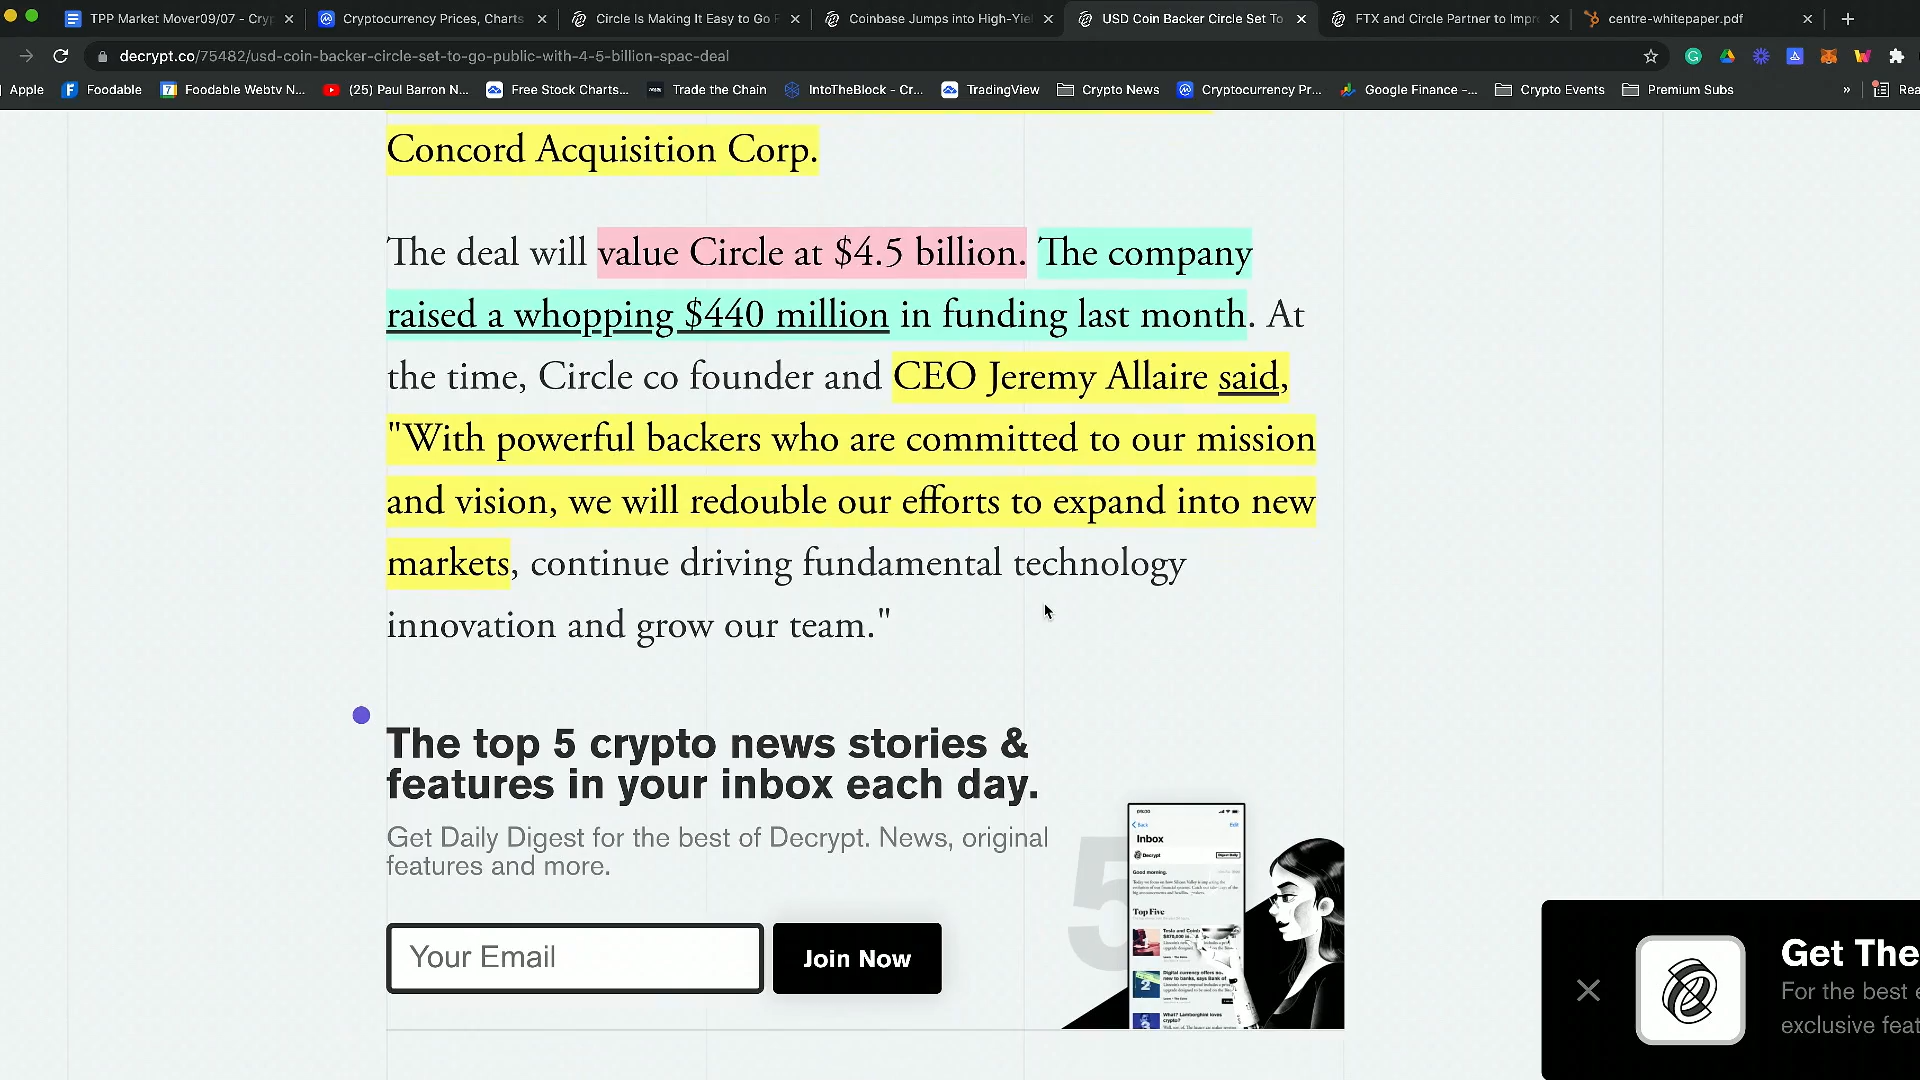 TPP Market Mover09/07 - Cry
Cryptocurrency Prices, Charts
Circle Is Making It Easy to Go F
Coinbase Jumps into High-Yiel
USD Coin Backer Circle Set To
FTX and Circle Partner to Impr
centre-whitepaper.pdf
decrypt.co/75482/usd-coin-backer-circle-set-to-go-public-with-4-5-billion-spac-deal
Apple
Foodable
Foodable Webtv N...
(25) Paul Barron N...
Free Stock Charts...
Trade the Chain
IntoTheBlock - Cr...
TradingView
Crypto News
Cryptocurrency Pr...
Google Finance -...
Crypto Events
Premium Subs
»
Rea
Concord Acquisition Corp.
The deal will value Circle at $4.5 billion. The company
raised a whopping $440 million in funding last month. At
the time, Circle co founder and CEO Jeremy Allaire said,
"With powerful backers who are committed to our mission
and vision, we will redouble our efforts to expand into new
markets, continue driving fundamental technology
innovation and grow our team."
The top 5 crypto news stories &
features in your inbox each day.
Get Daily Digest for the best of Decrypt. News, original
features and more.
Your Email
Join Now
5
Back
Edit
Inbox
Decrypt
Good morning.
Top Five
Get The
For the best e
exclusive feat